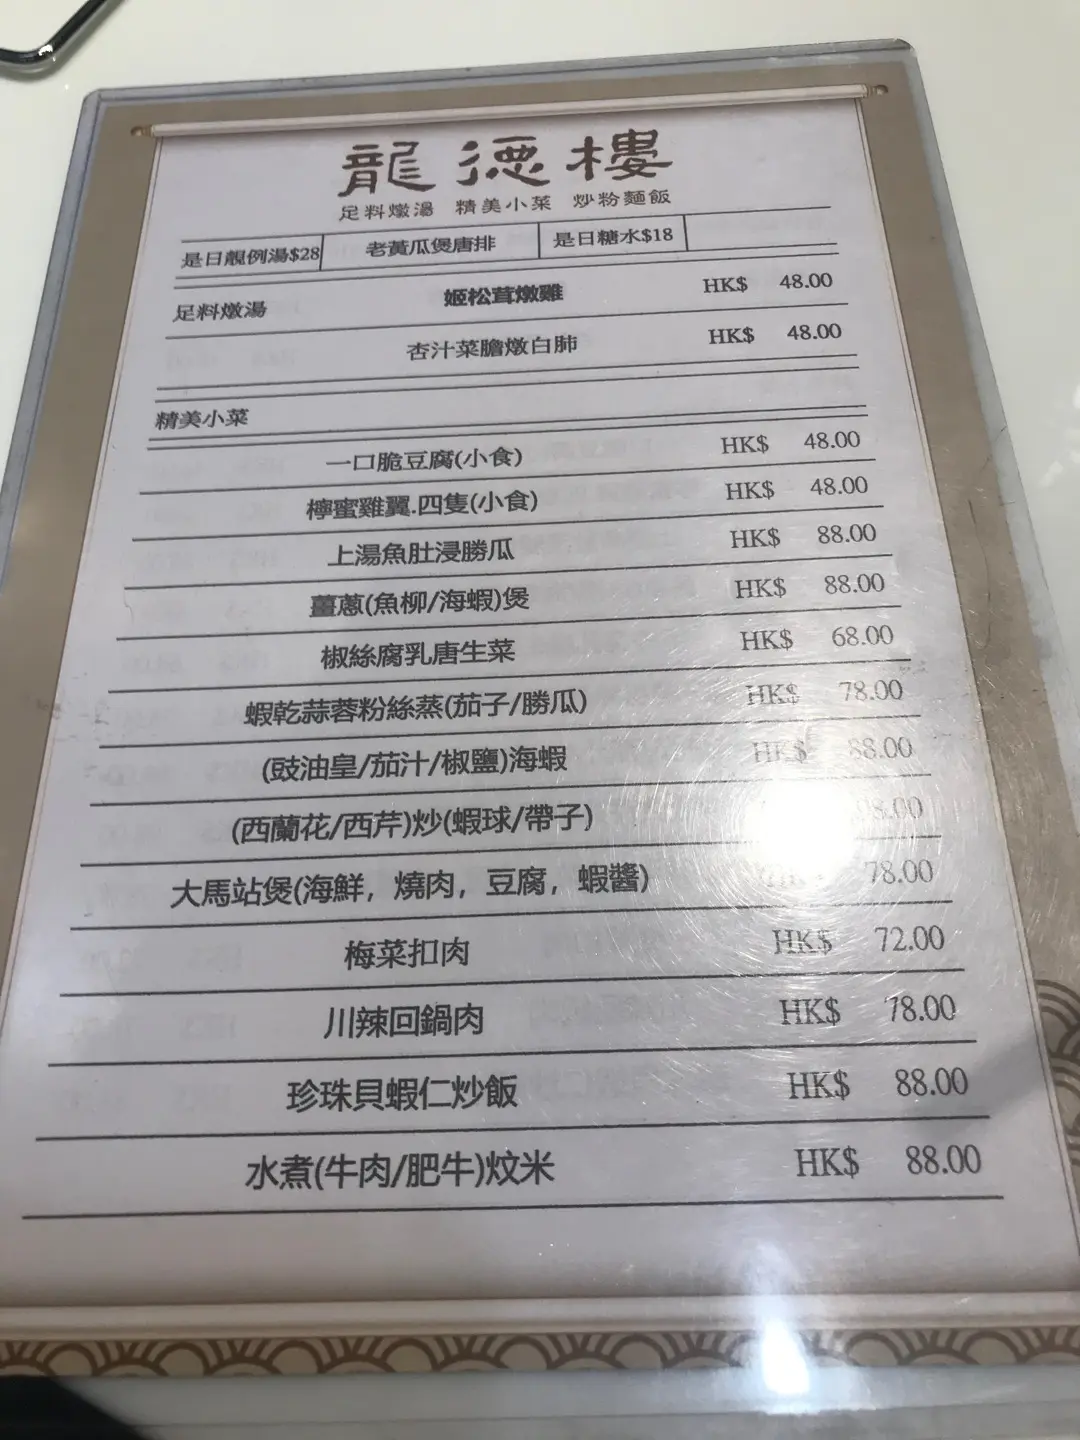 龍德樓
足料燉湯 精美小菜 炒粉麵飯
是日靚例湯$28 老黃瓜煲唐排 是日糖水$18
足料燉湯 姬松茸燉雞 HK$ 48.00
杏汁菜膽燉白肺 HK$ 48.00
精美小菜
一口脆豆腐(小食) HK$ 48.00
檸蜜雞翼.四隻(小食) HK$ 48.00
上湯魚肚浸勝瓜 HK$ 88.00
薑蔥(魚柳/海蝦)煲 HK$ 88.00
椒絲腐乳唐生菜 HK$ 68.00
蝦乾蒜蓉粉絲蒸(茄子/勝瓜) HK$ 78.00
(豉油皇/茄汁/椒鹽)海蝦 HK$ 88.00
(西蘭花/西芹)炒(蝦球/帶子)
大馬站煲(海鮮，燒肉，豆腐，蝦醬) HK$ 78.00
梅菜扣肉 HK$ 72.00
川辣回鍋肉 HK$ 78.00
珍珠貝蝦仁炒飯 HK$ 88.00
水煮(牛肉/肥牛)炆米 HK$ 88.00